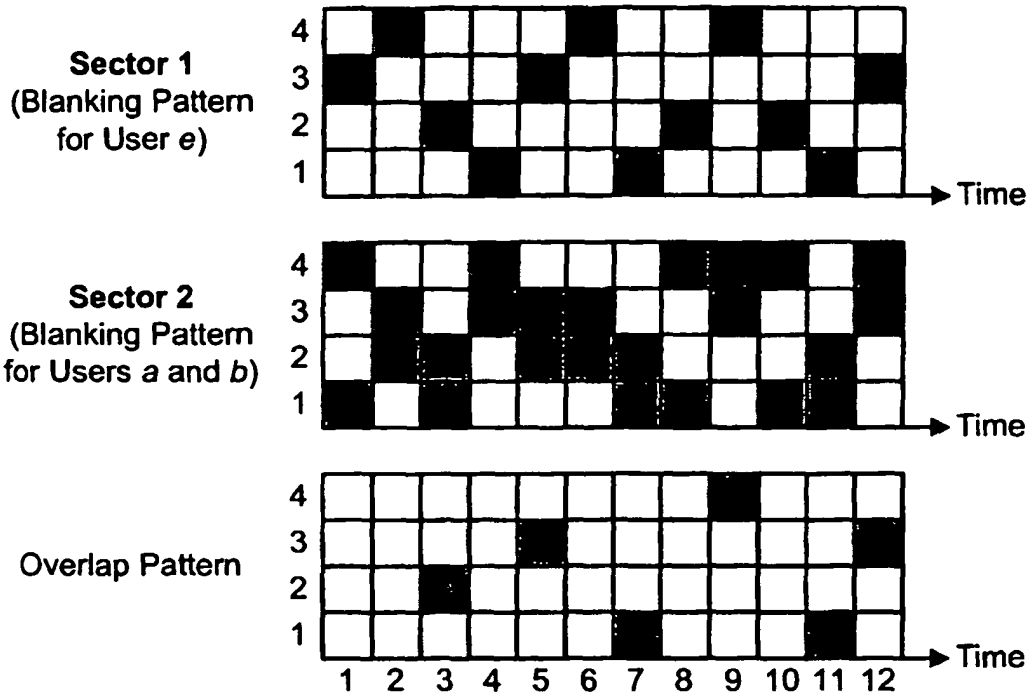 Sector 1
(Blanking Pattern
for User e)
4
3
2
1
Time
Sector 2
(Blanking Pattern
for Users a and b)
4
3
2
1
Time
Overlap Pattern
4
3
2
1
Time
1 2 3 4 5 6 7 8 9 10 11 12